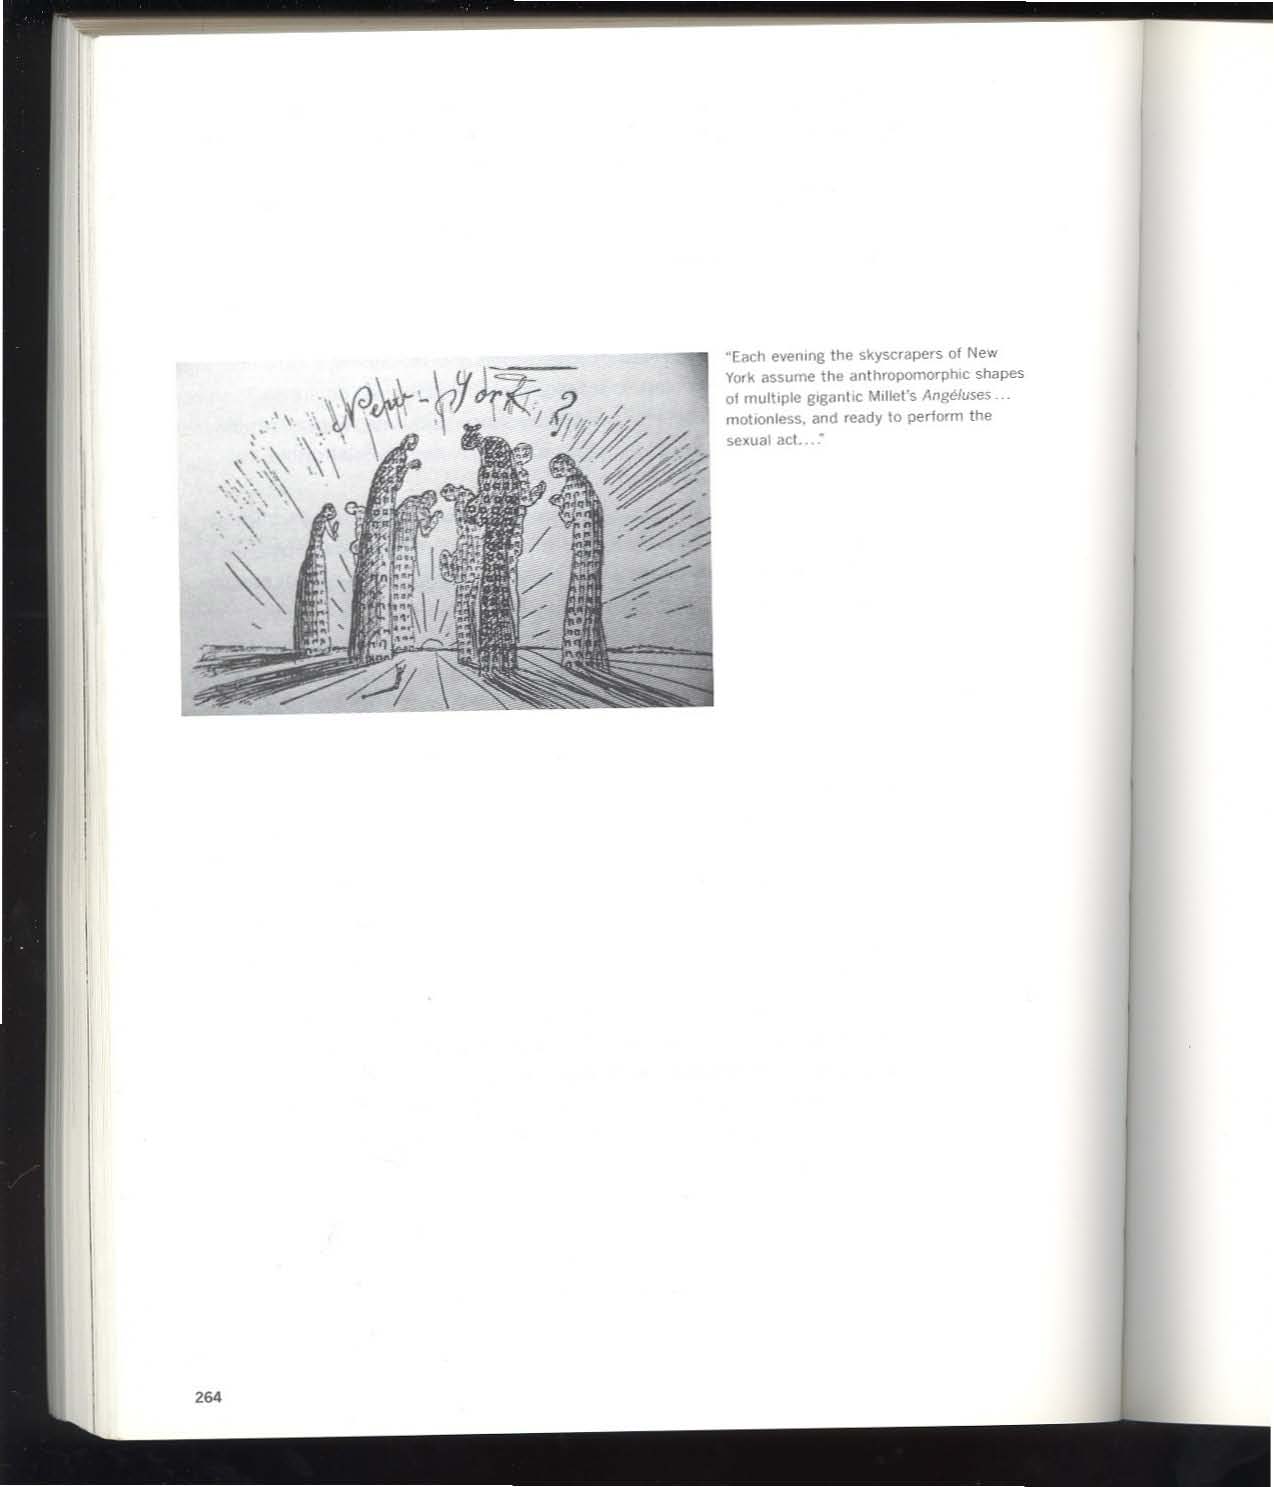 New-York ?
“Each evening the skyscrapers of New
York assume the anthropomorphic shapes
of multiple gigantic Millet's Angéluses...
motionless, and ready to perform the
sexual act....”
264